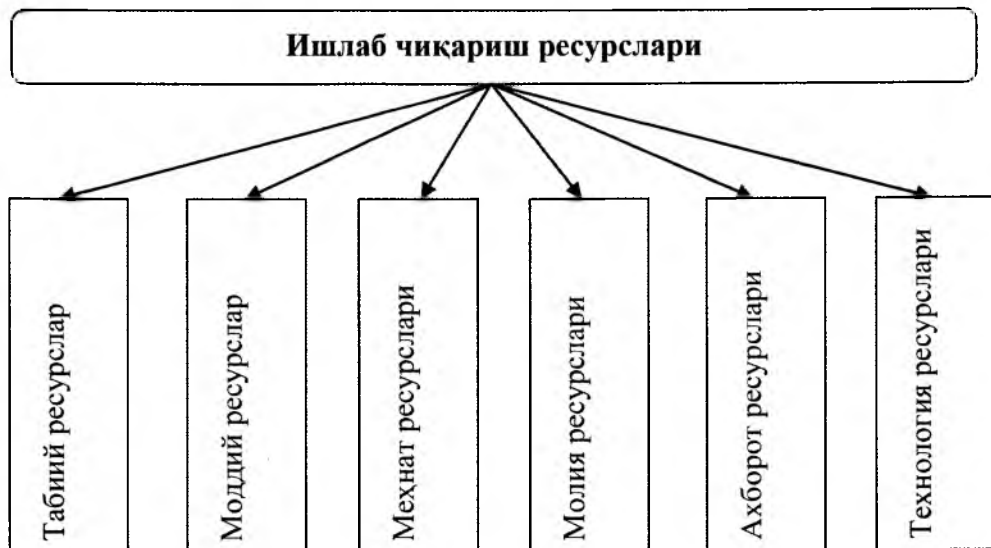 Ишлаб чиқариш ресурслари
Табиий ресурслар
Моддий ресурслар
Меҳнат ресурслари
Молия ресурслари
Ахборот ресурслари
Технология ресурслари